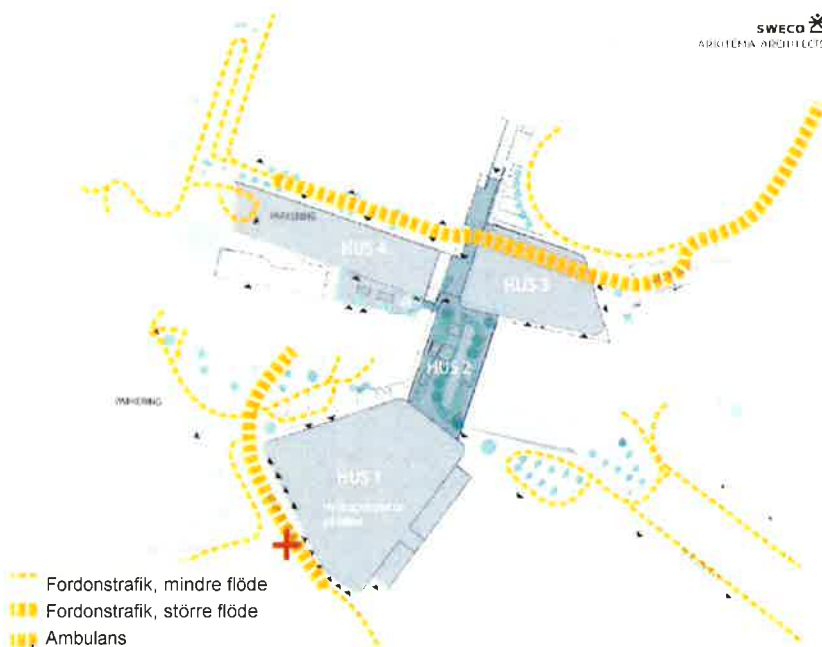 SWECO
ARKITEMA ARCHITECTS
PARKERING
HUS 4
HUS 3
HUS 2
PARKERING
HUS 1
Fordonstrafik, mindre flöde
Fordonstrafik, större flöde
Ambulans